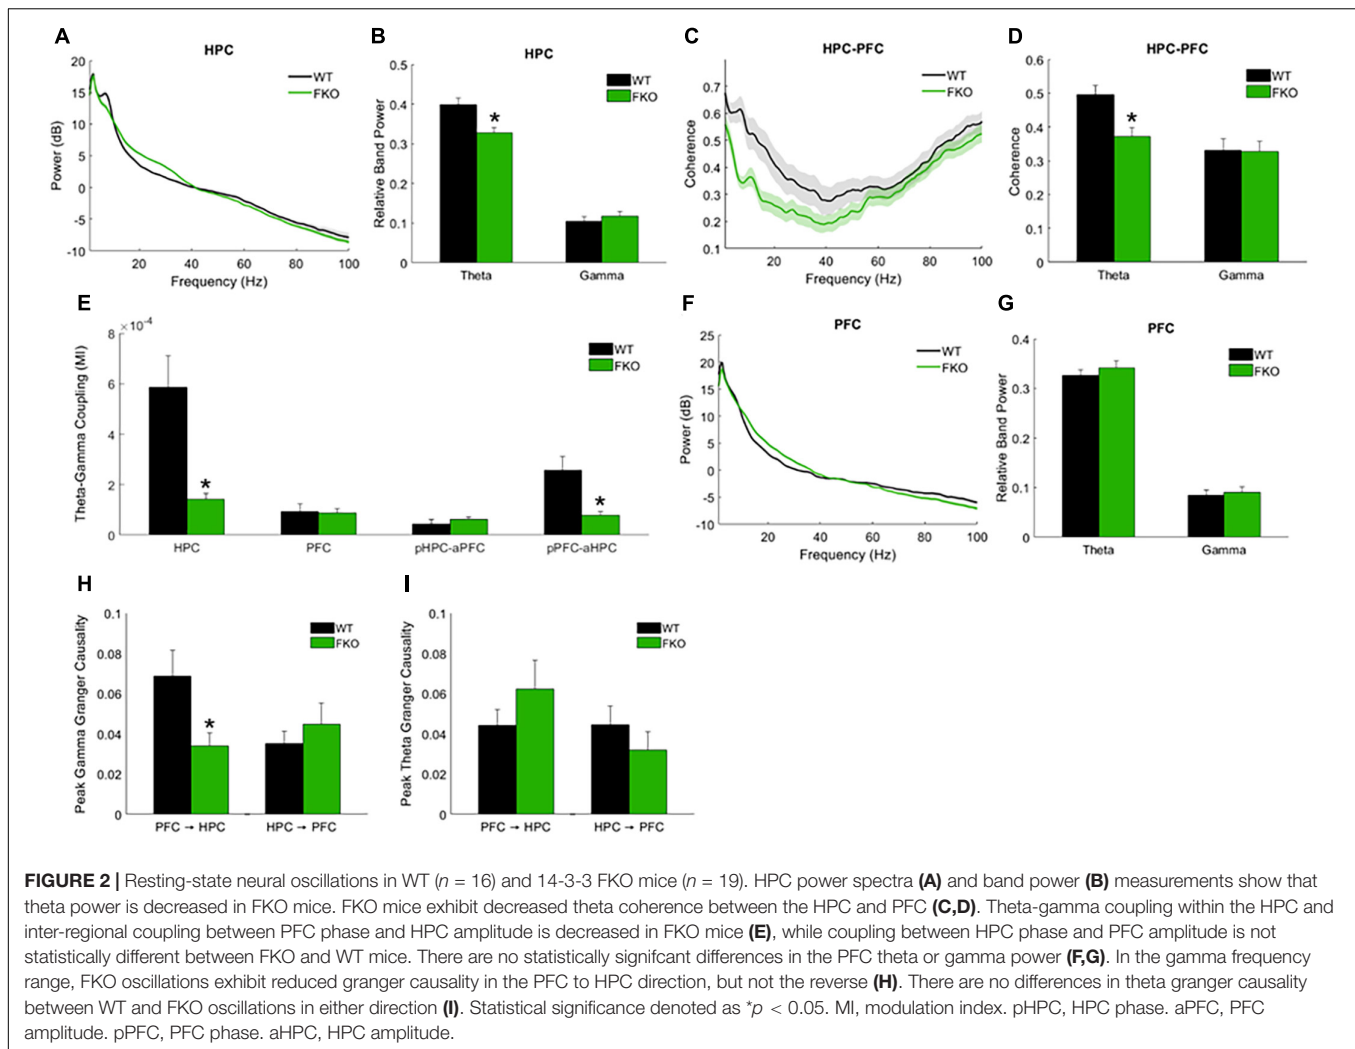 A
HPC
20
15
10
5
0
-5
-10
Power (dB)
20 40 60 80 100
Frequency (Hz)
WT
FKO
B
HPC
0.5
0.4
0.3
0.2
0.1
0
Relative Band Power
Theta Gamma
WT
FKO
C
HPC-PFC
0.7
0.6
0.5
0.4
0.3
0.2
0.1
Coherence
20 40 60 80 100
Frequency (Hz)
WT
FKO
D
HPC-PFC
0.6
0.5
0.4
0.3
0.2
0.1
0
Coherence
Theta Gamma
WT
FKO
*
*
E
×10⁻⁴
8
6
4
2
0
Theta-Gamma Coupling (MI)
HPC PFC pHPC-aPFC pPFC-aHPC
WT
FKO
*
*
F
PFC
25
20
15
10
5
0
-5
-10
Power (dB)
20 40 60 80 100
Frequency (Hz)
WT
FKO
G
PFC
0.4
0.3
0.2
0.1
0
Relative Band Power
Theta Gamma
WT
FKO
H
0.1
0.08
0.06
0.04
0.02
0
Peak Gamma Granger Causality
PFC → HPC HPC → PFC
WT
FKO
*
I
0.1
0.08
0.06
0.04
0.02
0
Peak Theta Granger Causality
PFC → HPC HPC → PFC
WT
FKO
FIGURE 2 | Resting-state neural oscillations in WT (n = 16) and 14-3-3 FKO mice (n = 19). HPC power spectra (A) and band power (B) measurements show that
theta power is decreased in FKO mice. FKO mice exhibit decreased theta coherence between the HPC and PFC (C,D). Theta-gamma coupling within the HPC and
inter-regional coupling between PFC phase and HPC amplitude is decreased in FKO mice (E), while coupling between HPC phase and PFC amplitude is not
statistically different between FKO and WT mice. There are no statistically signifcant differences in the PFC theta or gamma power (F,G). In the gamma frequency
range, FKO oscillations exhibit reduced granger causality in the PFC to HPC direction, but not the reverse (H). There are no differences in theta granger causality
between WT and FKO oscillations in either direction (I). Statistical significance denoted as *p < 0.05. MI, modulation index. pHPC, HPC phase. aPFC, PFC
amplitude. pPFC, PFC phase. aHPC, HPC amplitude.